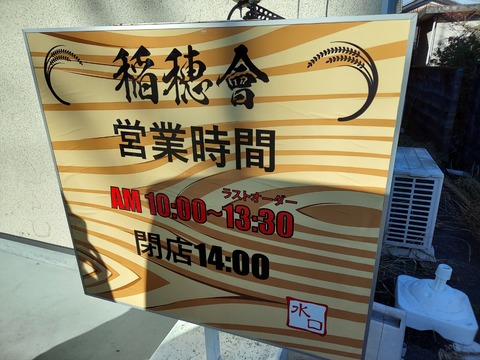 稲穂會
営業時間
ラストオーダー
AM 10:00~13:30
閉店14:00
水口